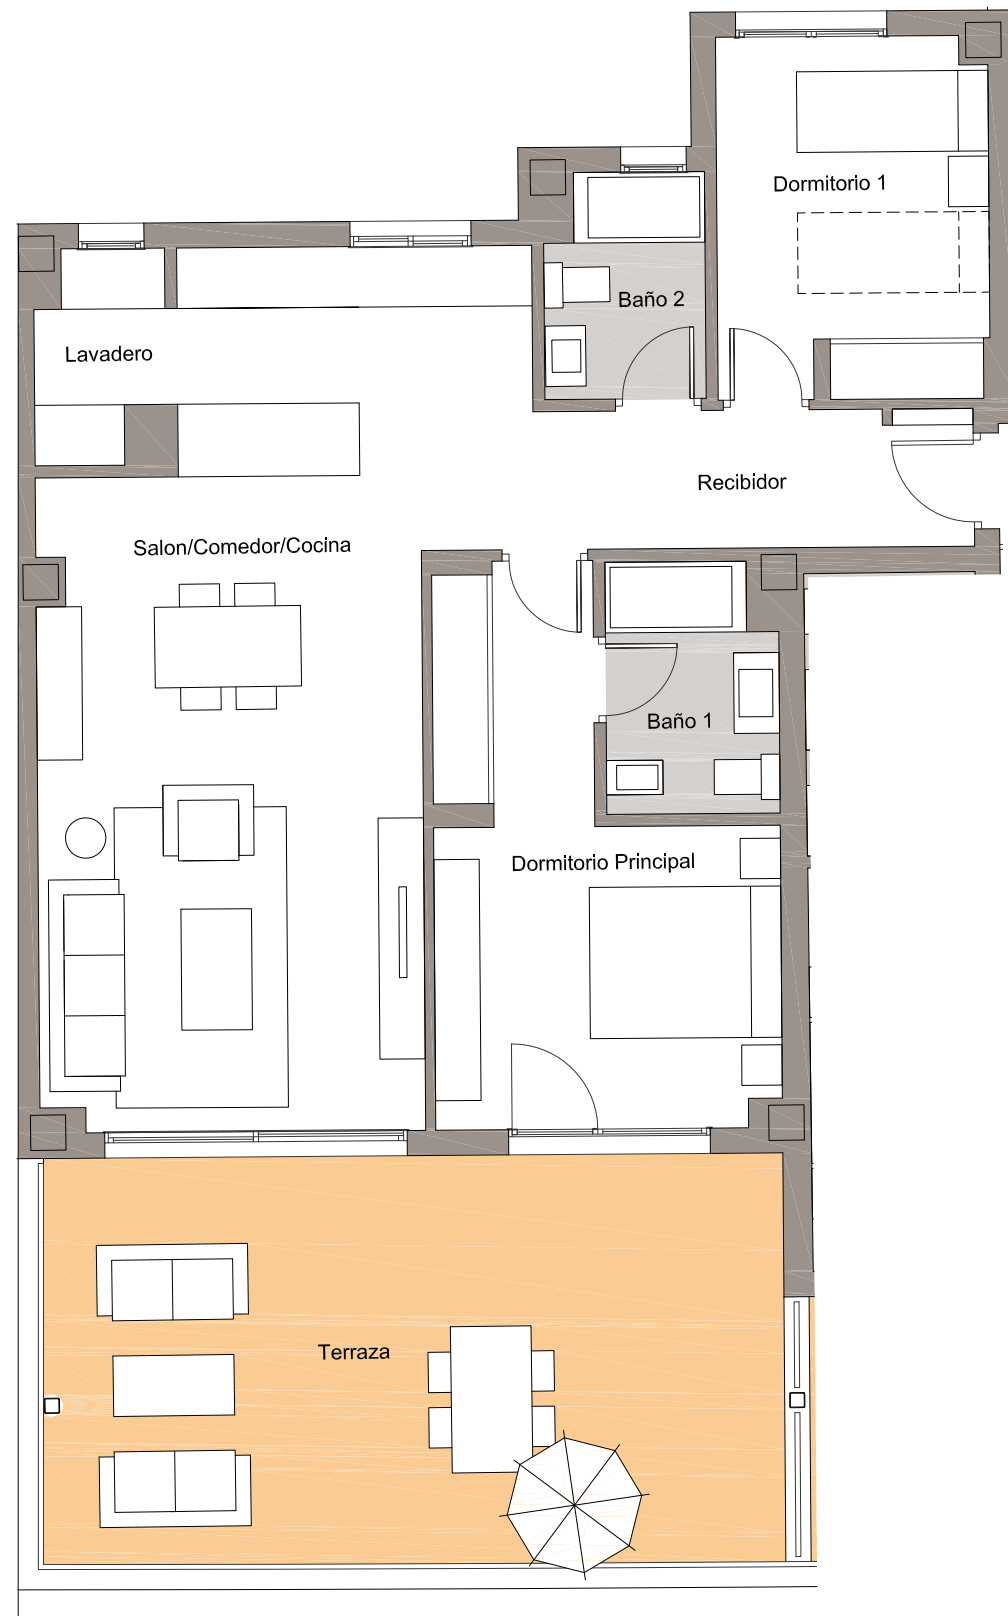 Dormitorio 1
Baño 2
Lavadero
Recibidor
Salon/Comedor/Cocina
Baño 1
Dormitorio Principal
Terraza